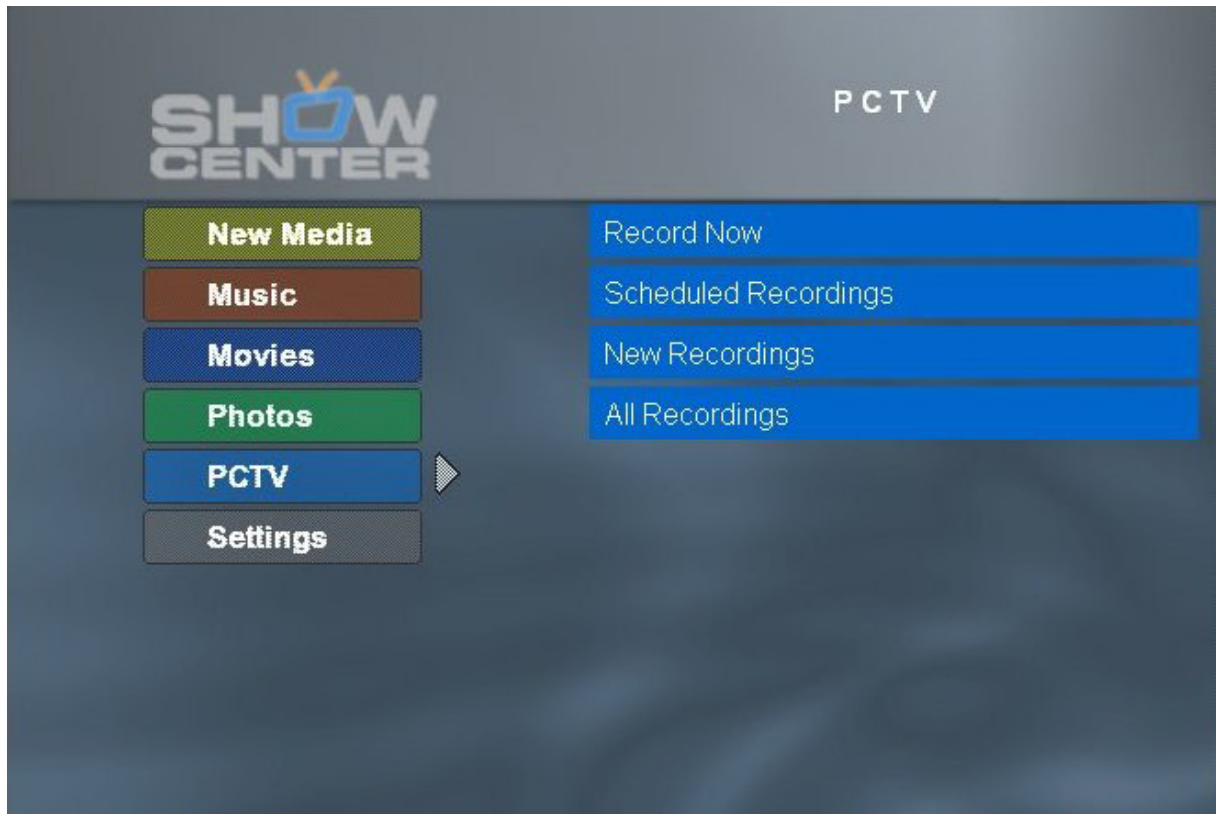 SHOW
CENTER
PCTV
New Media
Music
Movies
Photos
PCTV
Settings
Record Now
Scheduled Recordings
New Recordings
All Recordings